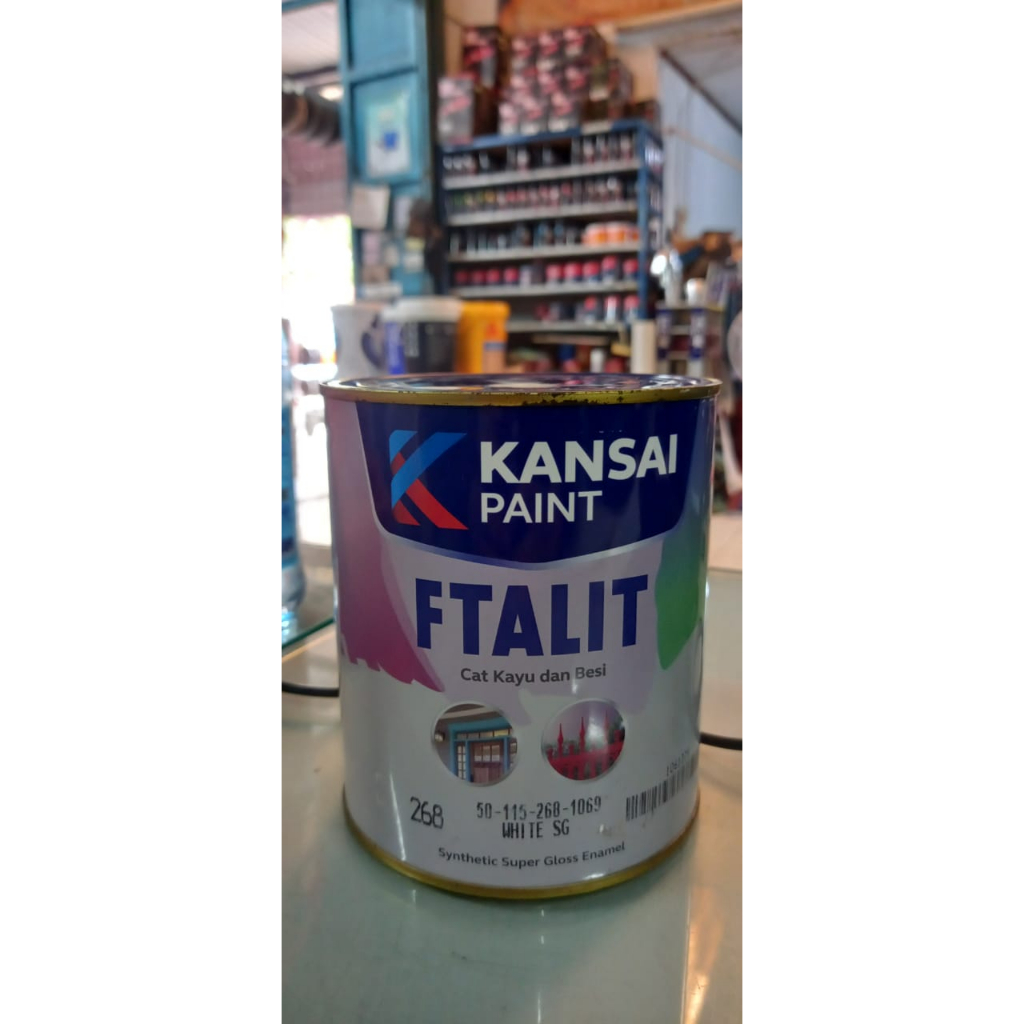 KANSAI
PAINT
FTALIT
Cat Kayu dan Besi
268
50-115-268-1069
WHITE SG
Synthetic Super Gloss Enamel